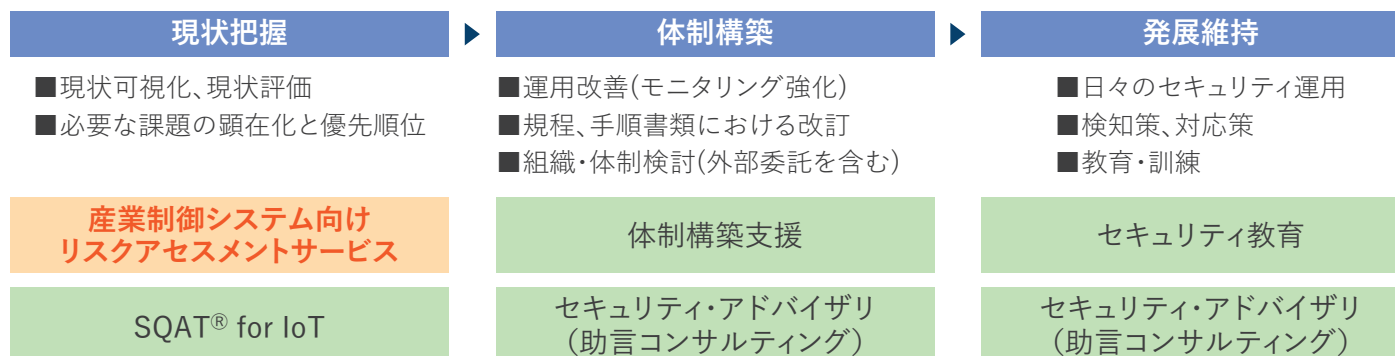 現状把握
■現状可視化、現状評価
■必要な課題の顕在化と優先順位
産業制御システム向け
リスクアセスメントサービス
SQAT® for IoT
体制構築
■運用改善(モニタリング強化)
■規程、手順書類における改訂
■組織・体制検討(外部委託を含む)
体制構築支援
セキュリティ・アドバイザリ
(助言コンサルティング)
発展維持
■日々のセキュリティ運用
■検知策、対応策
■教育・訓練
セキュリティ教育
セキュリティ・アドバイザリ
(助言コンサルティング)